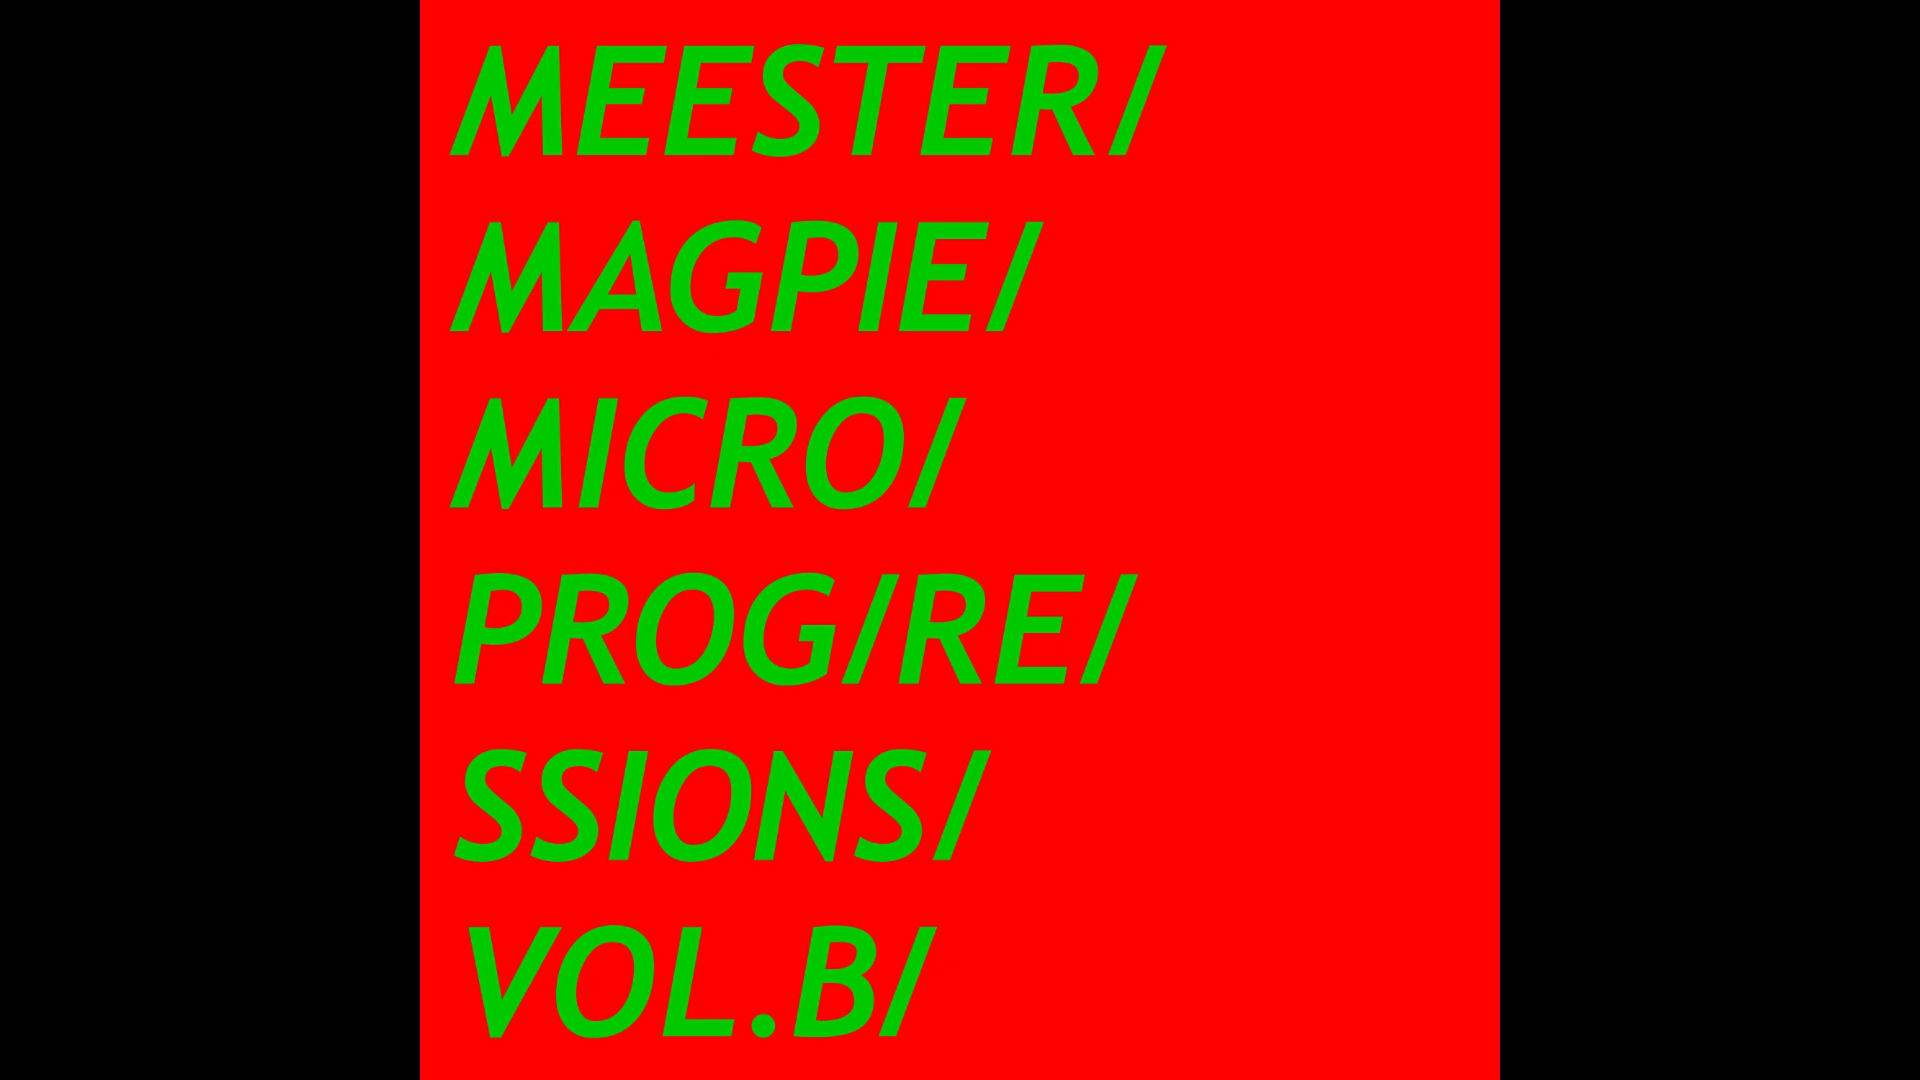 MEESTER/
MAGPIE/
MICRO/
PROG/RE/
SSIONS/
VOL.B/